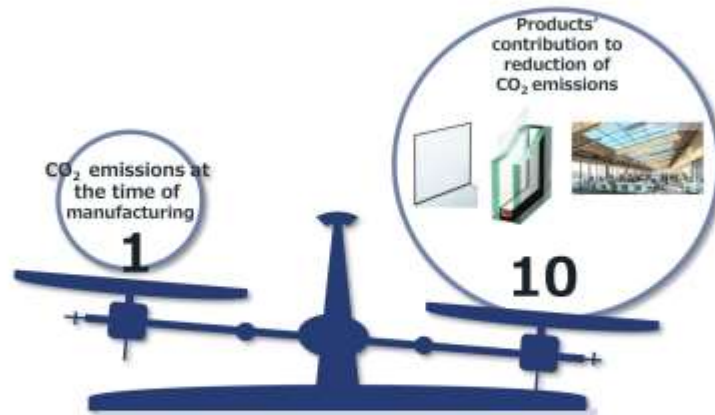 CO₂ emissions at
the time of
manufacturing
1
Products'
contribution to
reduction of
CO₂ emissions
10